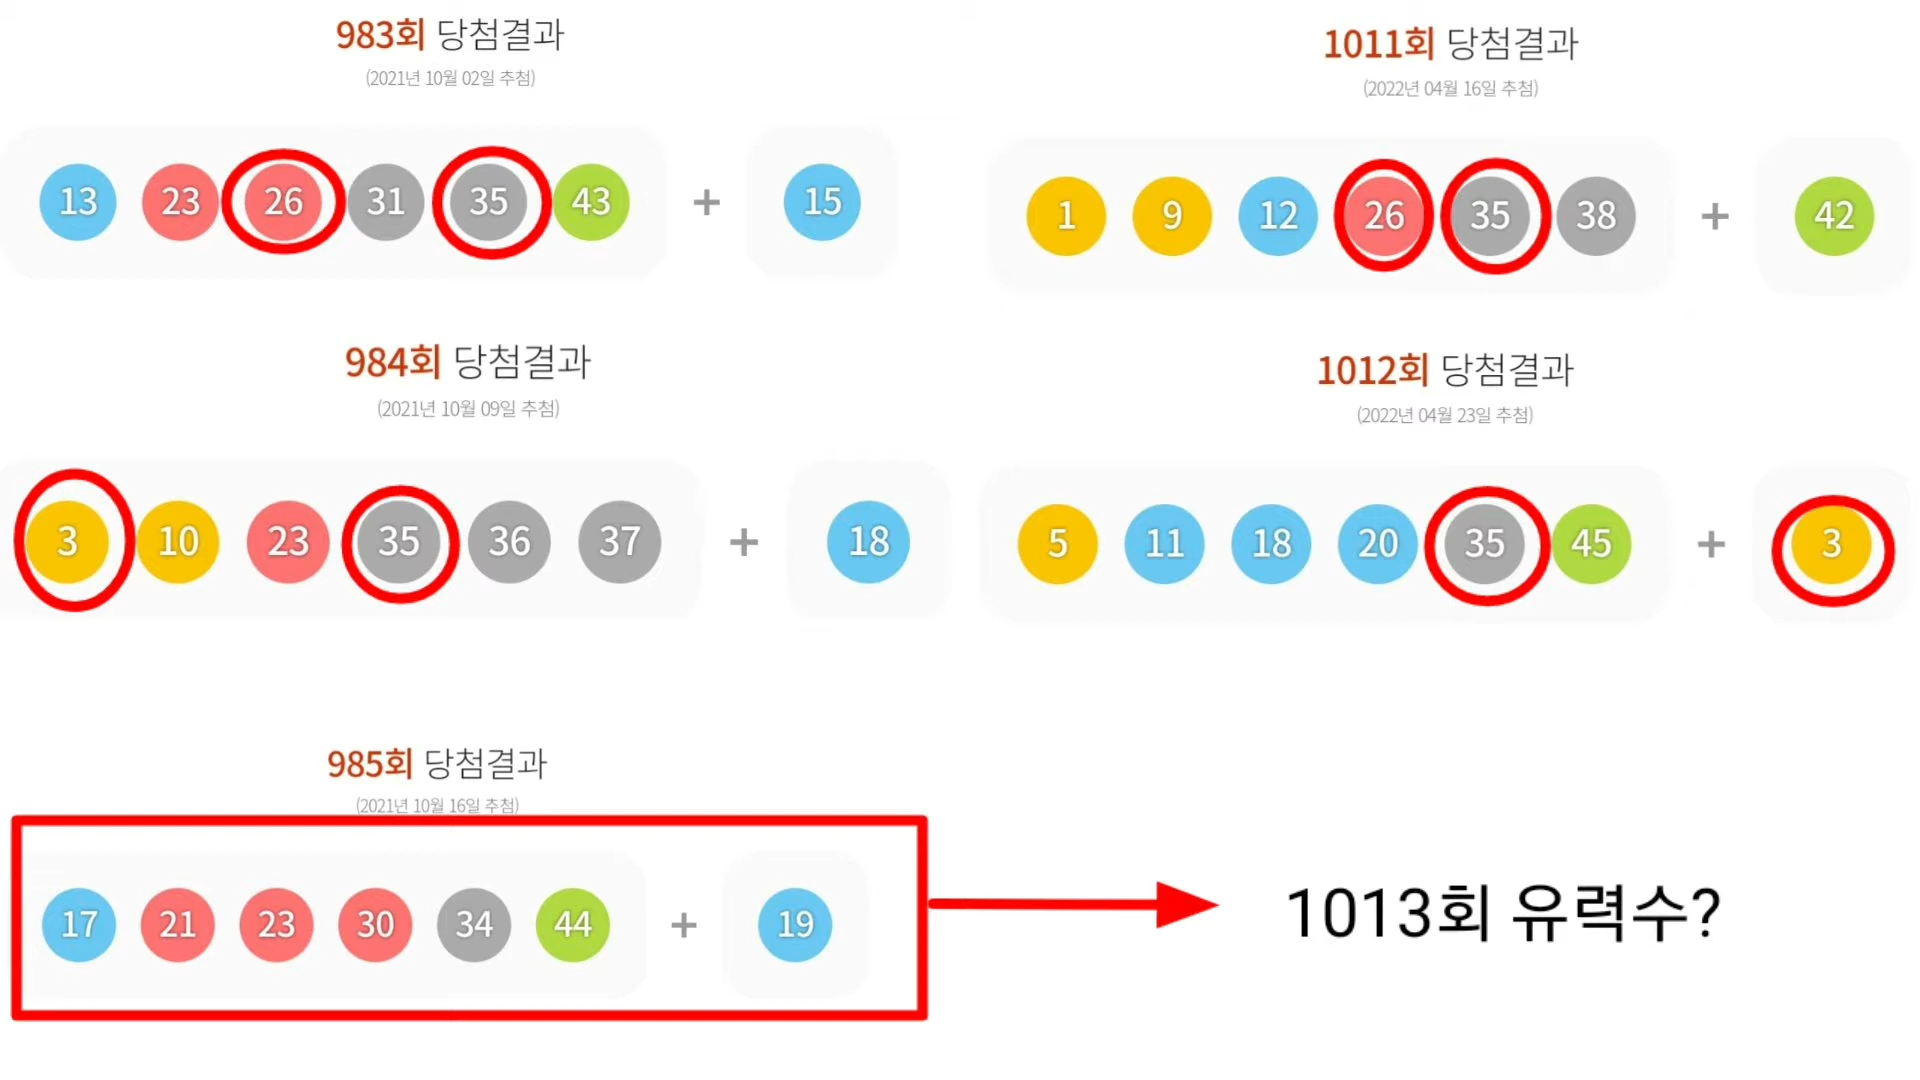 983회 당첨결과
(2021년 10월 02일 추첨)
13 23 26 31 35 43 + 15
1011회 당첨결과
(2022년 04월 16일 추첨)
1 9 12 26 35 38 + 42
984회 당첨결과
(2021년 10월 09일 추첨)
3 10 23 35 36 37 + 18
1012회 당첨결과
(2022년 04월 23일 추첨)
5 11 18 20 35 45 + 3
985회 당첨결과
(2021년 10월 16일 추첨)
17 21 23 30 34 44 + 19
1013회 유력수?